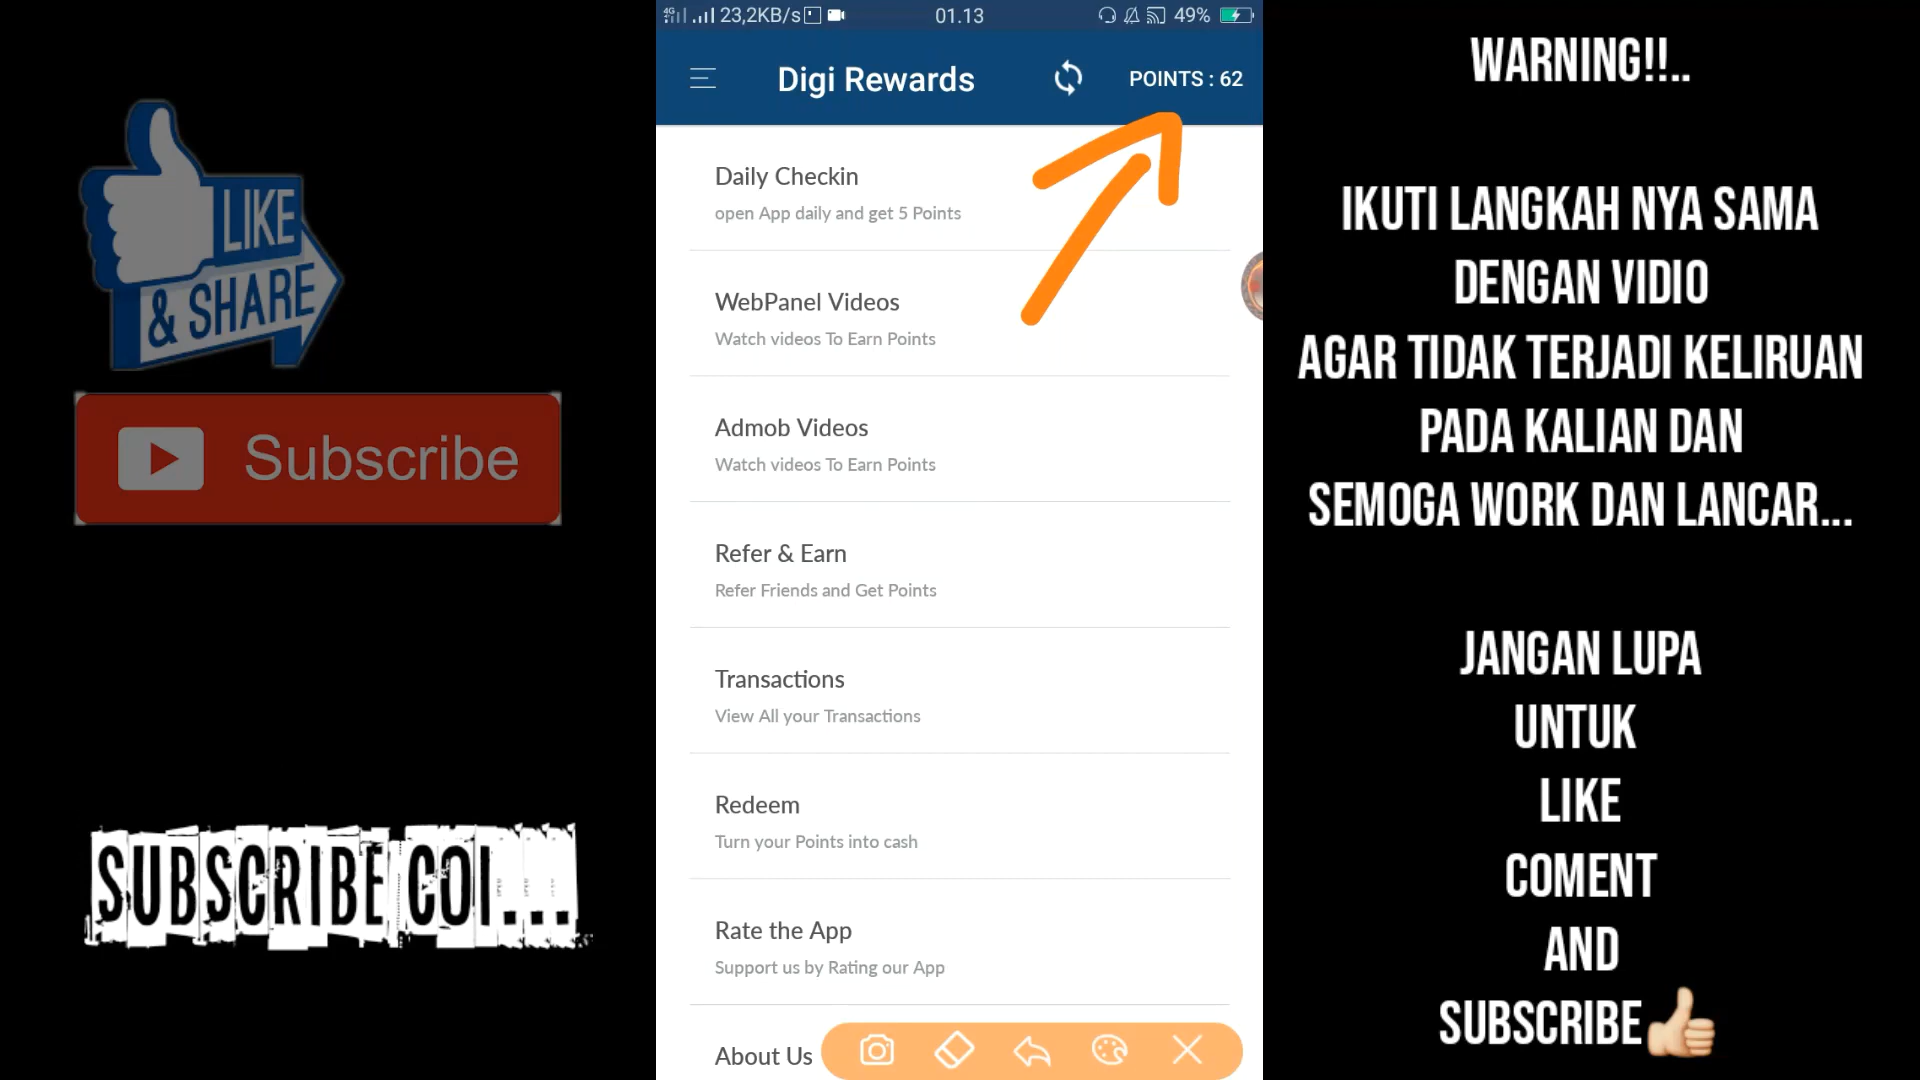 LIKE
& SHARE
Subscribe
SUBSCRIBE COI...
4G 23,2KB/s 01.13 49%
Digi Rewards POINTS : 62
Daily Checkin
open App daily and get 5 Points
WebPanel Videos
Watch videos To Earn Points
Admob Videos
Watch videos To Earn Points
Refer & Earn
Refer Friends and Get Points
Transactions
View All your Transactions
Redeem
Turn your Points into cash
Rate the App
Support us by Rating our App
About Us
WARNING!!..
IKUTI LANGKAH NYA SAMA
DENGAN VIDIO
AGAR TIDAK TERJADI KELIRUAN
PADA KALIAN DAN
SEMOGA WORK DAN LANCAR...
JANGAN LUPA
UNTUK
LIKE
COMENT
AND
SUBSCRIBE👍🏼